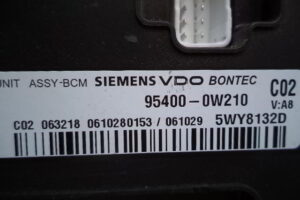 UNIT ASSY-BCM SIEMENS VDO BONTEC
95400-0W210 C02
V:A8
C02 063218 0610280153 / 061029 5WY8132D